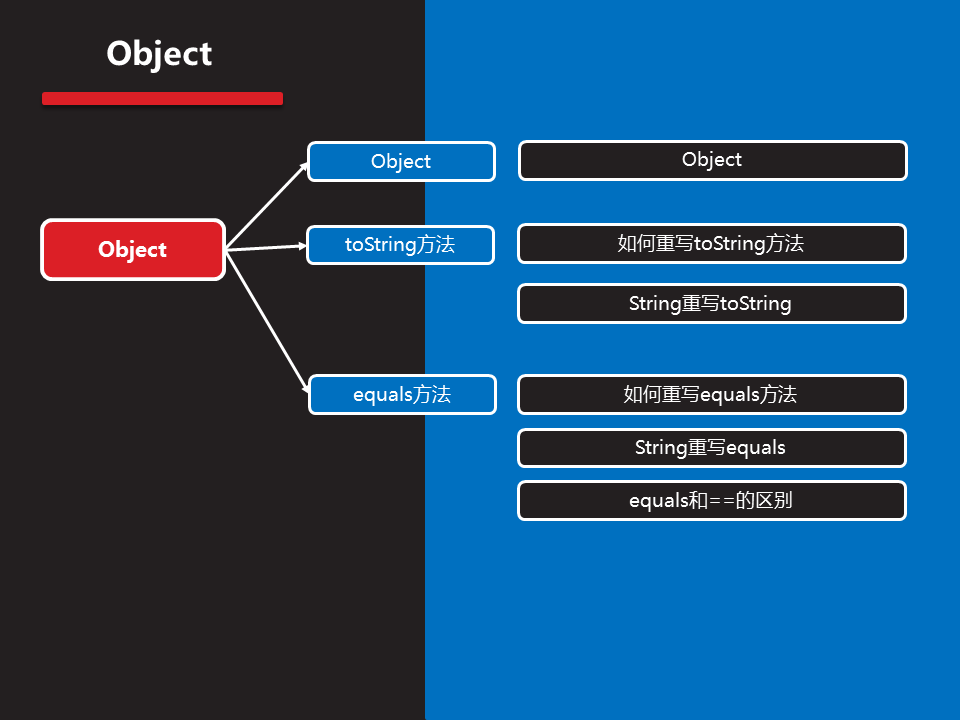 Object
Object
Object
Object
toString方法
如何重写toString方法
String重写toString
equals方法
如何重写equals方法
String重写equals
equals和==的区别